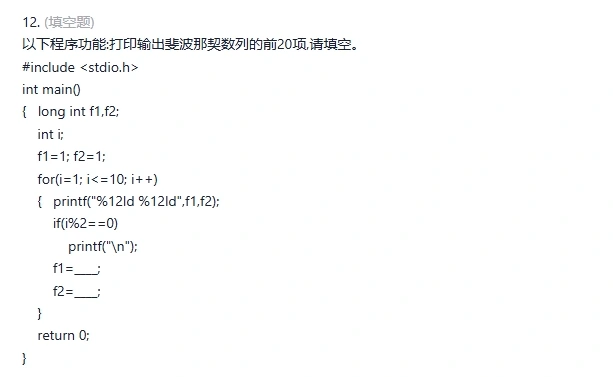 12. (填空题)
以下程序功能:打印输出斐波那契数列的前20项,请填空。
#include <stdio.h>
int main()
{ long int f1,f2;
int i;
f1=1; f2=1;
for(i=1; i<=10; i++)
{ printf("%12ld %12ld",f1,f2);
if(i%2==0)
printf("\n");
f1=____;
f2=____;
}
return 0;
}